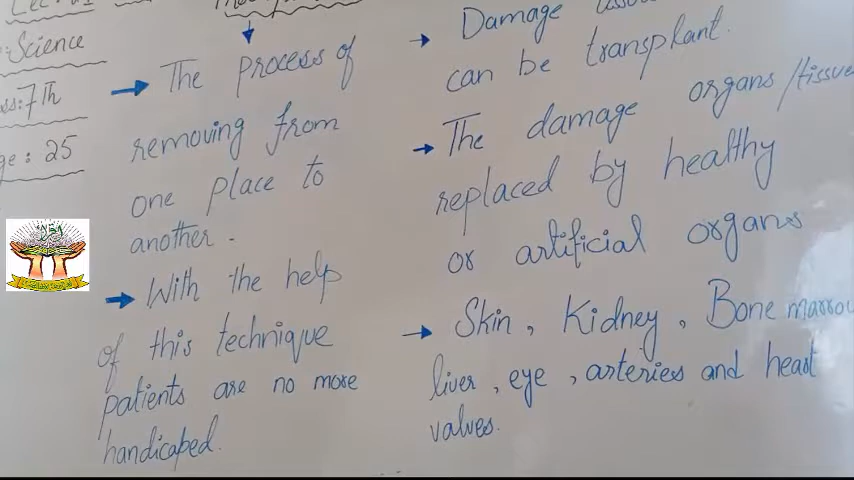 : Science
ss: 7th
ge : 25
→ The process of
removing from
one place to
another.
→ With the help
of this technique
patients are no more
handicaped.
→ Damage
can be transplant.
→ The damage organs/tissue
replaced by healthy
or artificial organs
→ Skin, Kidney, Bone marrow
liver, eye, arteries and heart
valves.